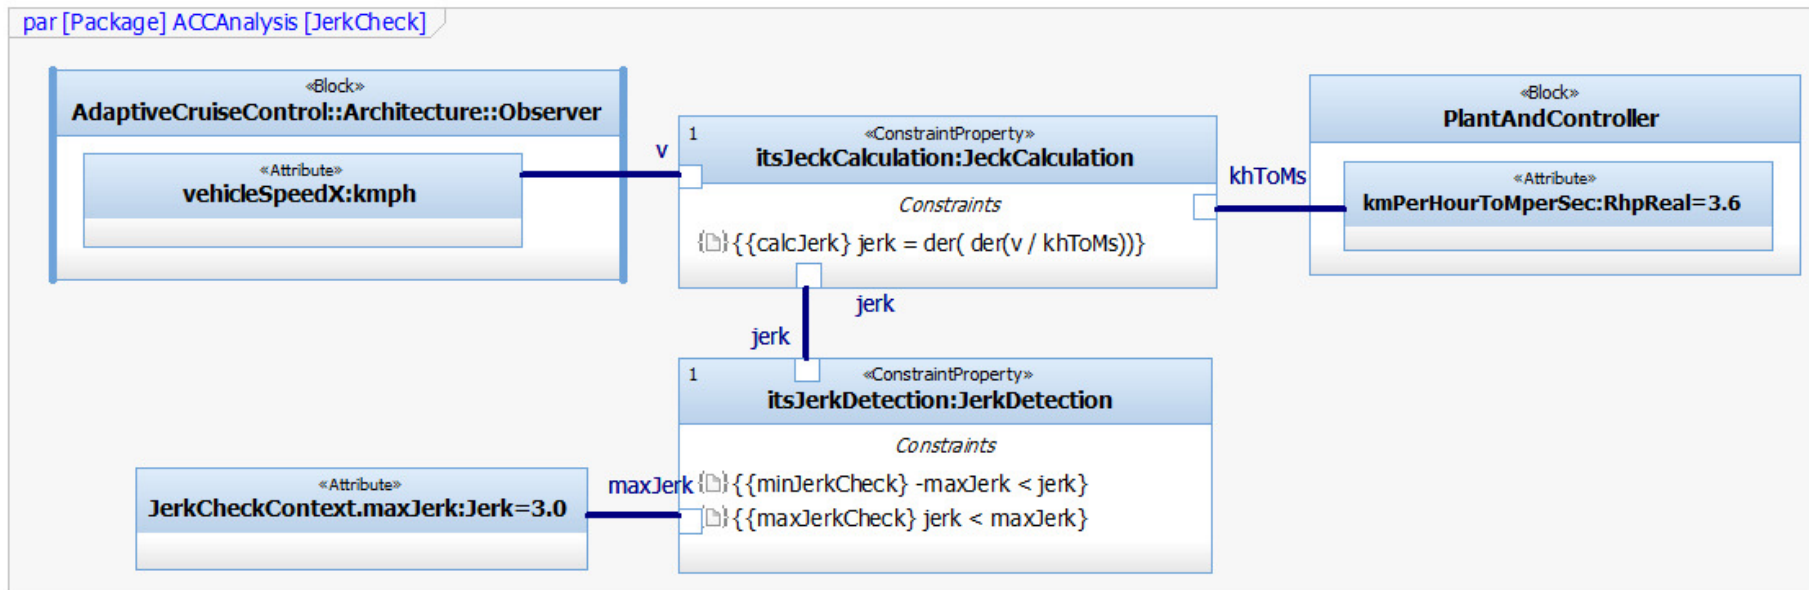 par [Package] ACCAnalysis [JerkCheck]
«Block»
AdaptiveCruiseControl::Architecture::Observer
«Attribute»
vehicleSpeedX:kmph
v
1
«ConstraintProperty»
itsJeckCalculation:JeckCalculation
Constraints
{{calcJerk} jerk = der( der(v / khToMs))}
khToMs
«Block»
PlantAndController
«Attribute»
kmPerHourToMperSec:RhpReal=3.6
jerk
jerk
1
«ConstraintProperty»
itsJerkDetection:JerkDetection
Constraints
{{minJerkCheck} -maxJerk < jerk}
{{maxJerkCheck} jerk < maxJerk}
maxJerk
«Attribute»
JerkCheckContext.maxJerk:Jerk=3.0